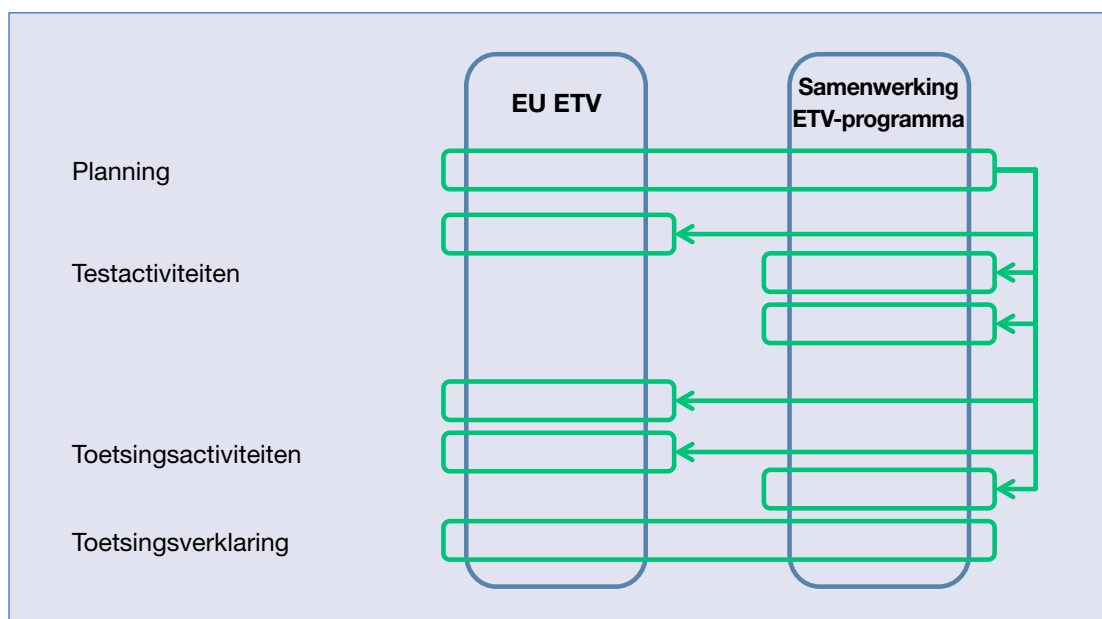 EU ETV
Samenwerking
ETV-programma
Planning
Testactiviteiten
Toetsingsactiviteiten
Toetsingsverklaring